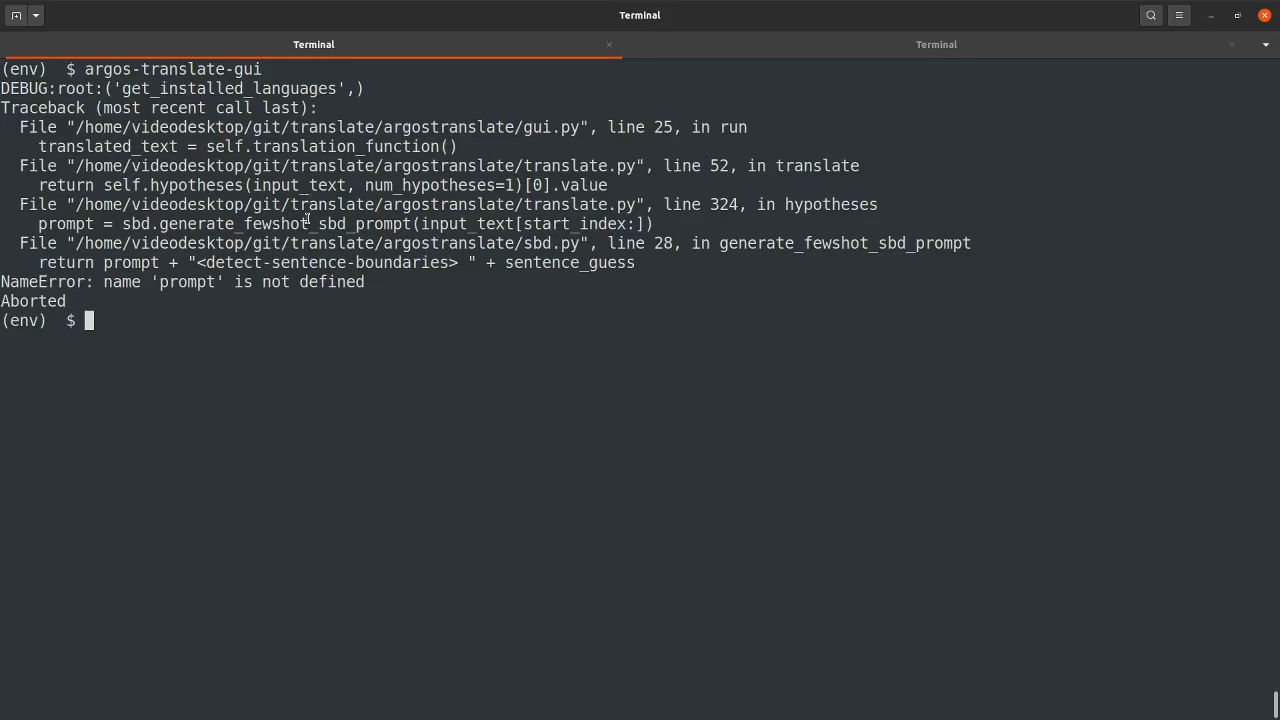 Terminal
Terminal
Terminal
(env)  $ argos-translate-gui
DEBUG:root:('get_installed_languages',)
Traceback (most recent call last):
  File "/home/videodesktop/git/translate/argostranslate/gui.py", line 25, in run
    translated_text = self.translation_function()
  File "/home/videodesktop/git/translate/argostranslate/translate.py", line 52, in translate
    return self.hypotheses(input_text, num_hypotheses=1)[0].value
  File "/home/videodesktop/git/translate/argostranslate/translate.py", line 324, in hypotheses
    prompt = sbd.generate_fewshot_sbd_prompt(input_text[start_index:])
  File "/home/videodesktop/git/translate/argostranslate/sbd.py", line 28, in generate_fewshot_sbd_prompt
    return prompt + "<detect-sentence-boundaries> " + sentence_guess
NameError: name 'prompt' is not defined
Aborted
(env)  $